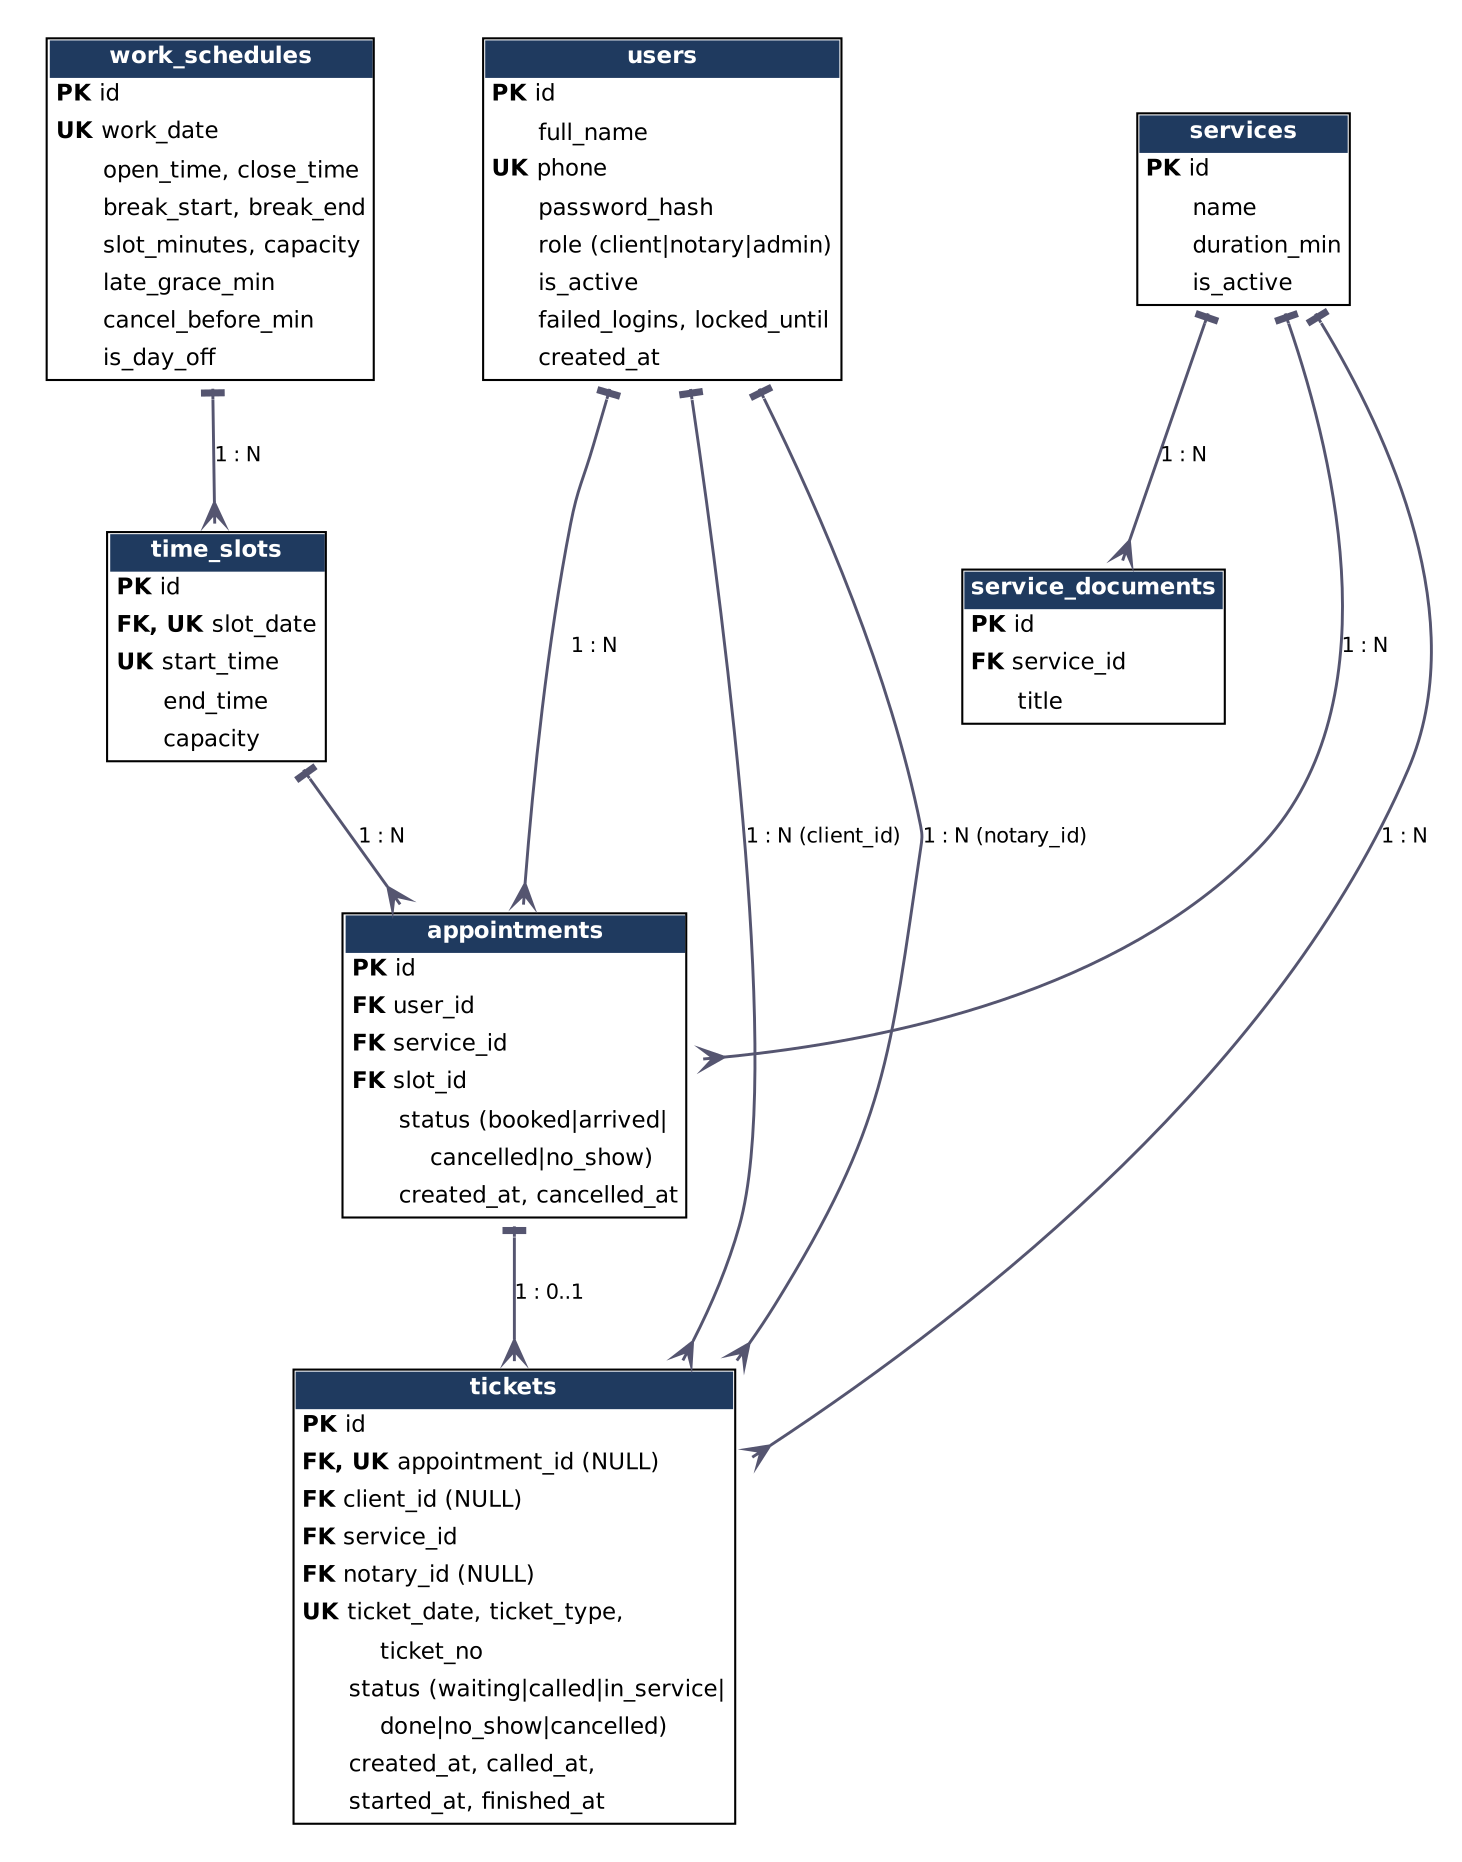 work_schedules
PK id
UK work_date
open_time, close_time
break_start, break_end
slot_minutes, capacity
late_grace_min
cancel_before_min
is_day_off
users
PK id
full_name
UK phone
password_hash
role (client|notary|admin)
is_active
failed_logins, locked_until
created_at
services
PK id
name
duration_min
is_active
1 : N
1 : N
time_slots
PK id
FK, UK slot_date
UK start_time
end_time
capacity
service_documents
PK id
FK service_id
title
1 : N
1 : N
1 : N
1 : N (client_id)
1 : N (notary_id)
1 : N
appointments
PK id
FK user_id
FK service_id
FK slot_id
status (booked|arrived|
cancelled|no_show)
created_at, cancelled_at
1 : 0..1
tickets
PK id
FK, UK appointment_id (NULL)
FK client_id (NULL)
FK service_id
FK notary_id (NULL)
UK ticket_date, ticket_type,
ticket_no
status (waiting|called|in_service|
done|no_show|cancelled)
created_at, called_at,
started_at, finished_at